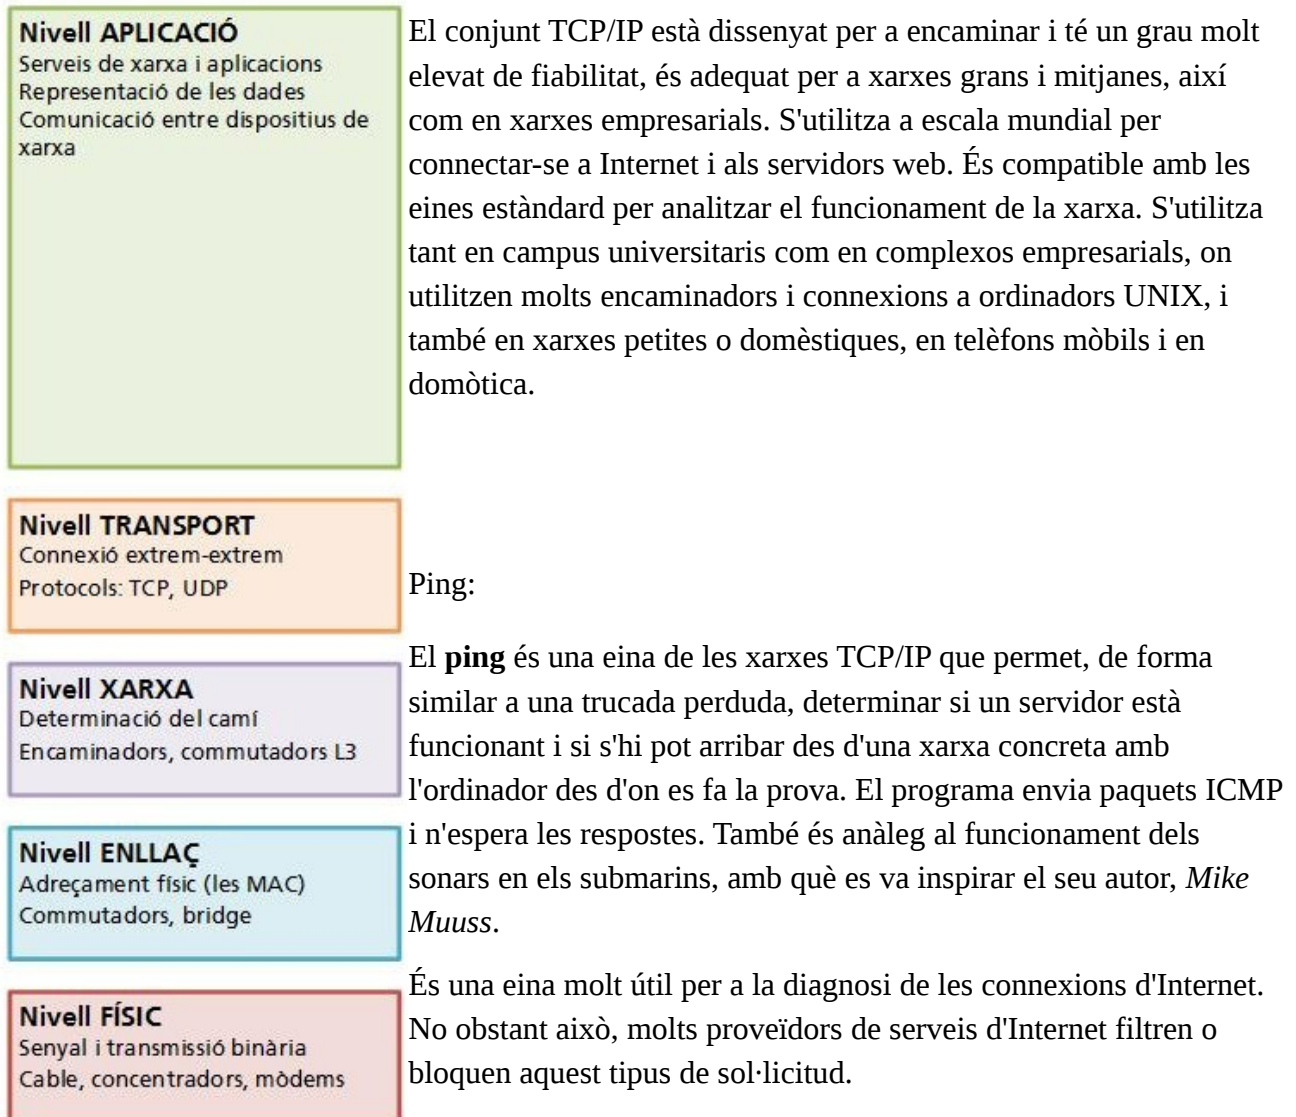 Nivell APLICACIÓ
Serveis de xarxa i aplicacions
Representació de les dades
Comunicació entre dispositius de
xarxa
Nivell TRANSPORT
Connexió extrem-extrem
Protocols: TCP, UDP
Nivell XARXA
Determinació del camí
Encaminadors, commutadors L3
Nivell ENLLAÇ
Adreçament físic (les MAC)
Commutadors, bridge
Nivell FÍSIC
Senyal i transmissió binària
Cable, concentradors, mòdems
El conjunt TCP/IP està dissenyat per a encaminar i té un grau molt
elevat de fiabilitat, és adequat per a xarxes grans i mitjanes, així
com en xarxes empresarials. S'utilitza a escala mundial per
connectar-se a Internet i als servidors web. És compatible amb les
eines estàndard per analitzar el funcionament de la xarxa. S'utilitza
tant en campus universitaris com en complexos empresarials, on
utilitzen molts encaminadors i connexions a ordinadors UNIX, i
també en xarxes petites o domèstiques, en telèfons mòbils i en
domòtica.
Ping:
El ping és una eina de les xarxes TCP/IP que permet, de forma
similar a una trucada perduda, determinar si un servidor està
funcionant i si s'hi pot arribar des d'una xarxa concreta amb
l'ordinador des d'on es fa la prova. El programa envia paquets ICMP
i n'espera les respostes. També és anàleg al funcionament dels
sonars en els submarins, amb què es va inspirar el seu autor, Mike
Muuss.
És una eina molt útil per a la diagnosi de les connexions d'Internet.
No obstant això, molts proveïdors de serveis d'Internet filtren o
bloquen aquest tipus de sol·licitud.